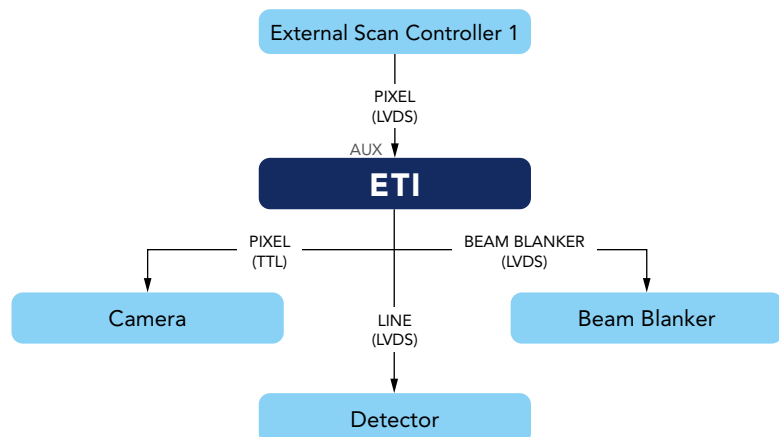 External Scan Controller 1
PIXEL
(LVDS)
AUX
ETI
PIXEL
(TTL)
BEAM BLANKER
(LVDS)
Camera
LINE
(LVDS)
Beam Blanker
Detector